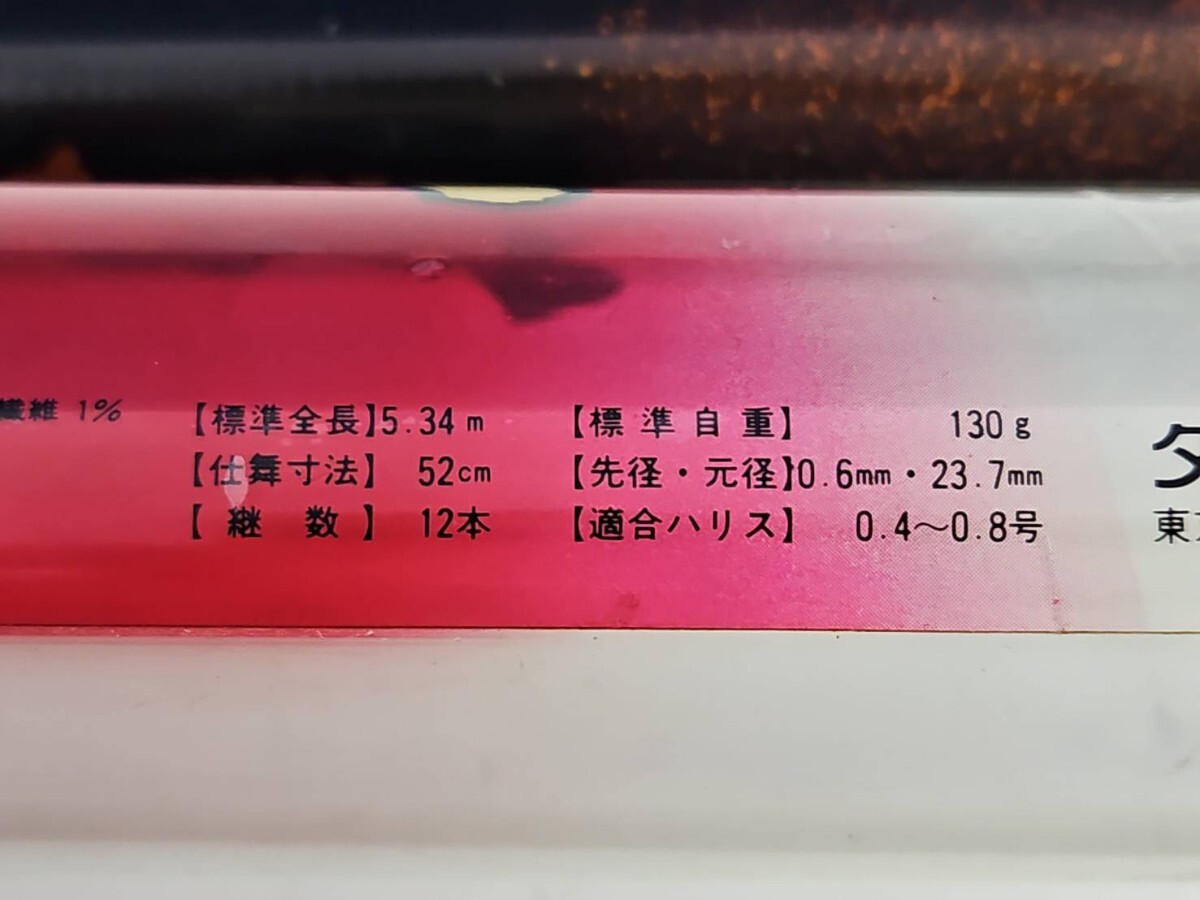 繊維 1%
【標準全長】5.34m 【標準自重】 130g
【仕舞寸法】 52cm 【先径・元径】0.6mm・23.7mm
【継数】 12本 【適合ハリス】 0.4～0.8号
東